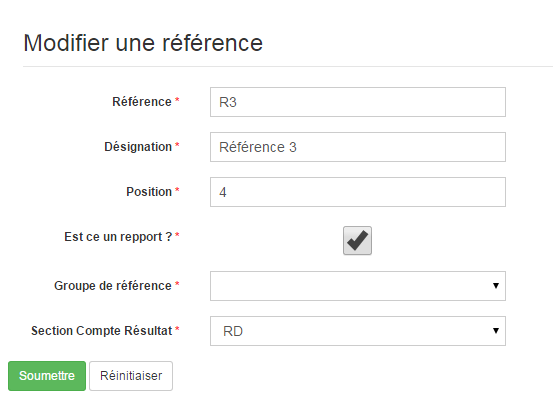 Modifier une référence
Référence * R3
Désignation * Référence 3
Position * 4
Est ce un repport ? *
Groupe de référence *
Section Compte Résultat * RD
Soumettre Réinitiaiser